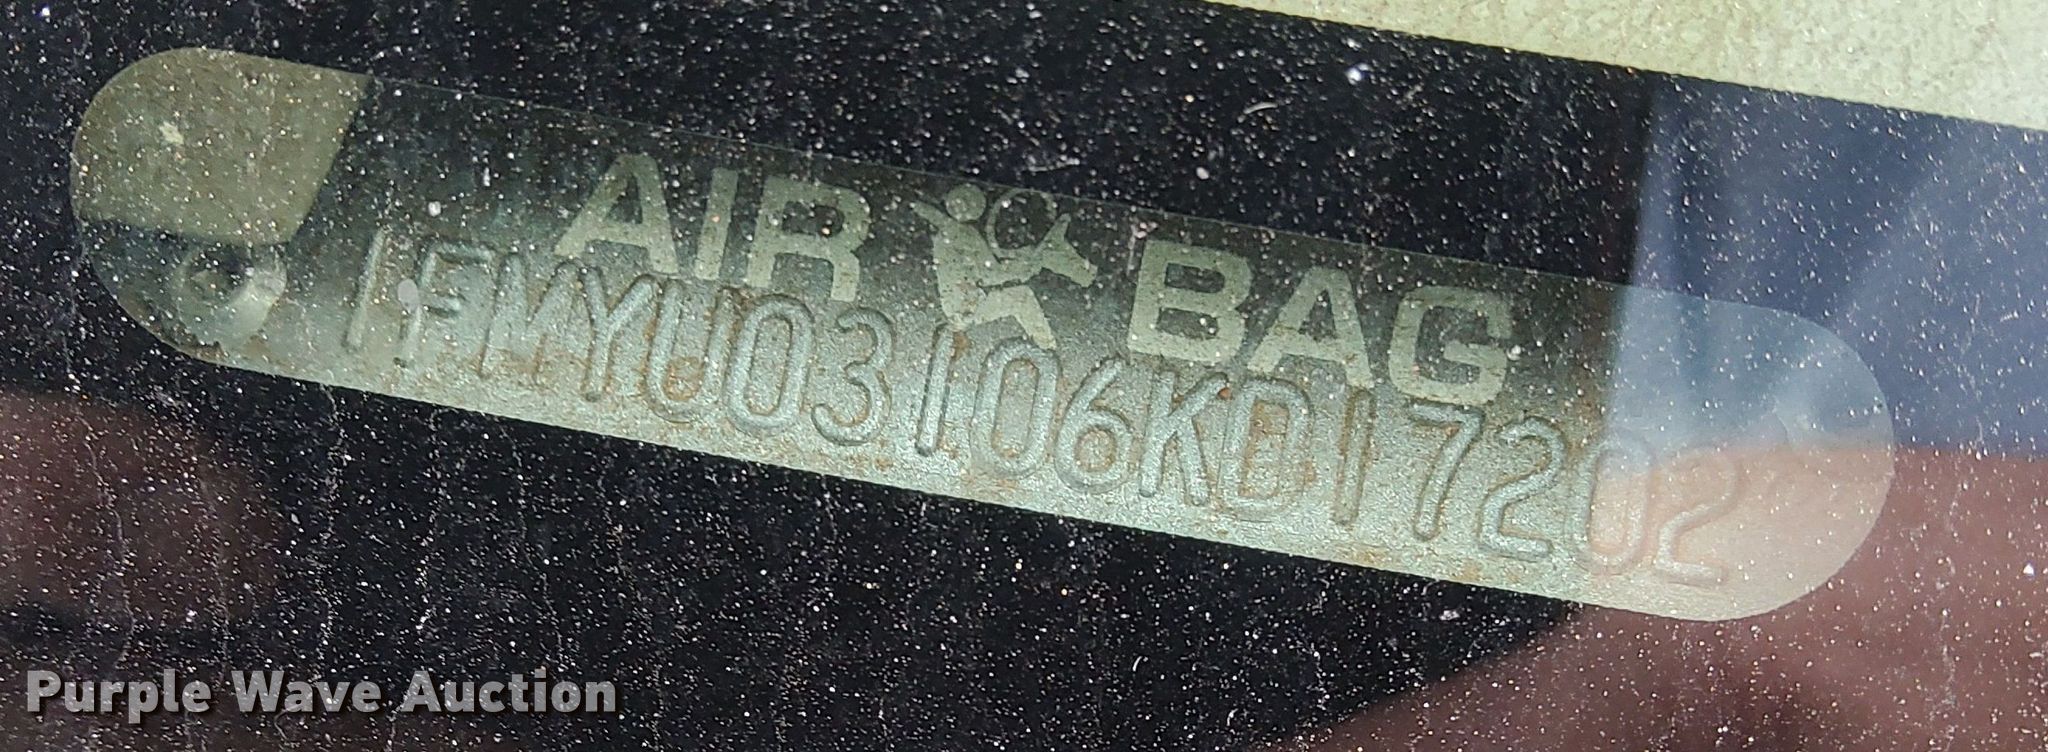 AIR BAG
1FMYU03106KD17202
Purple Wave Auction